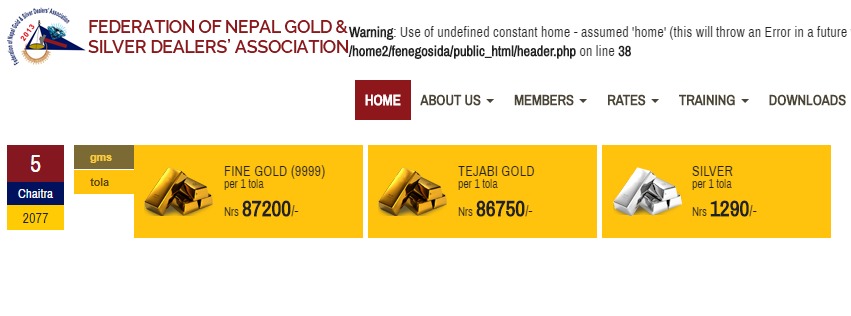 Federation of Nepal Gold & Silver Dealers' Association
2013
FEDERATION OF NEPAL GOLD &
SILVER DEALERS' ASSOCIATION
Warning: Use of undefined constant home - assumed 'home' (this will throw an Error in a future
/home2/fenegosida/public_html/header.php on line 38
HOME ABOUT US MEMBERS RATES TRAINING DOWNLOADS
5
Chaitra
2077
gms
tola
FINE GOLD (9999)
per 1 tola
Nrs 87200/-
TEJABI GOLD
per 1 tola
Nrs 86750/-
SILVER
per 1 tola
Nrs 1290/-